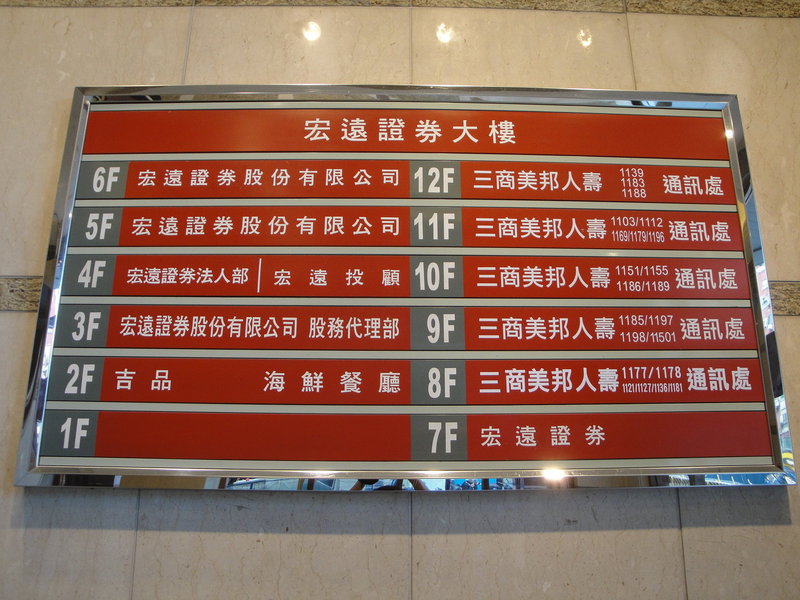 宏遠證券大樓
6F 宏遠證券股份有限公司 12F 三商美邦人壽 1139 1183 1188 通訊處
5F 宏遠證券股份有限公司 11F 三商美邦人壽 1103/1112 1169/1179/1196 通訊處
4F 宏遠證券法人部 宏遠投顧 10F 三商美邦人壽 1151/1155 1186/1189 通訊處
3F 宏遠證券股份有限公司 股務代理部 9F 三商美邦人壽 1185/1197 1198/11501 通訊處
2F 吉品 海鮮餐廳 8F 三商美邦人壽 1177/1178 1121/1127/1136/1181 通訊處
1F 7F 宏遠證券